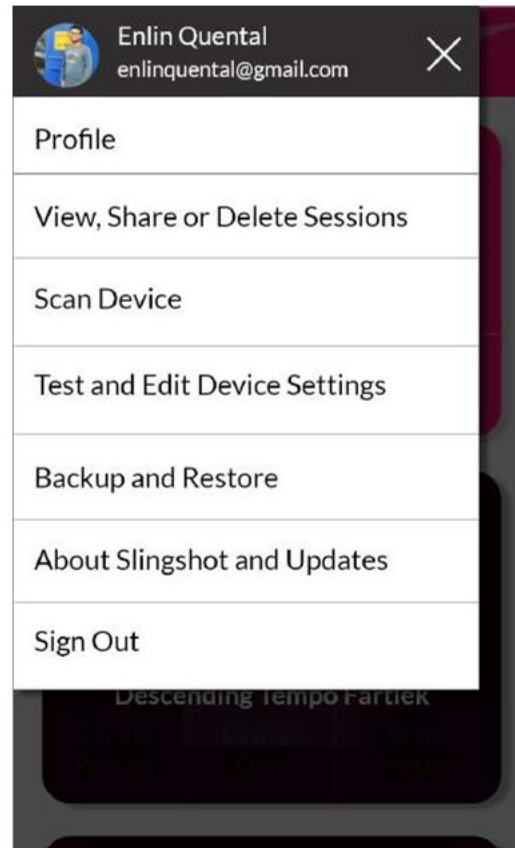 Enlin Quental
enlinquental@gmail.com
Profile
View, Share or Delete Sessions
Scan Device
Test and Edit Device Settings
Backup and Restore
About Slingshot and Updates
Sign Out
Descending Tempo Fartlek